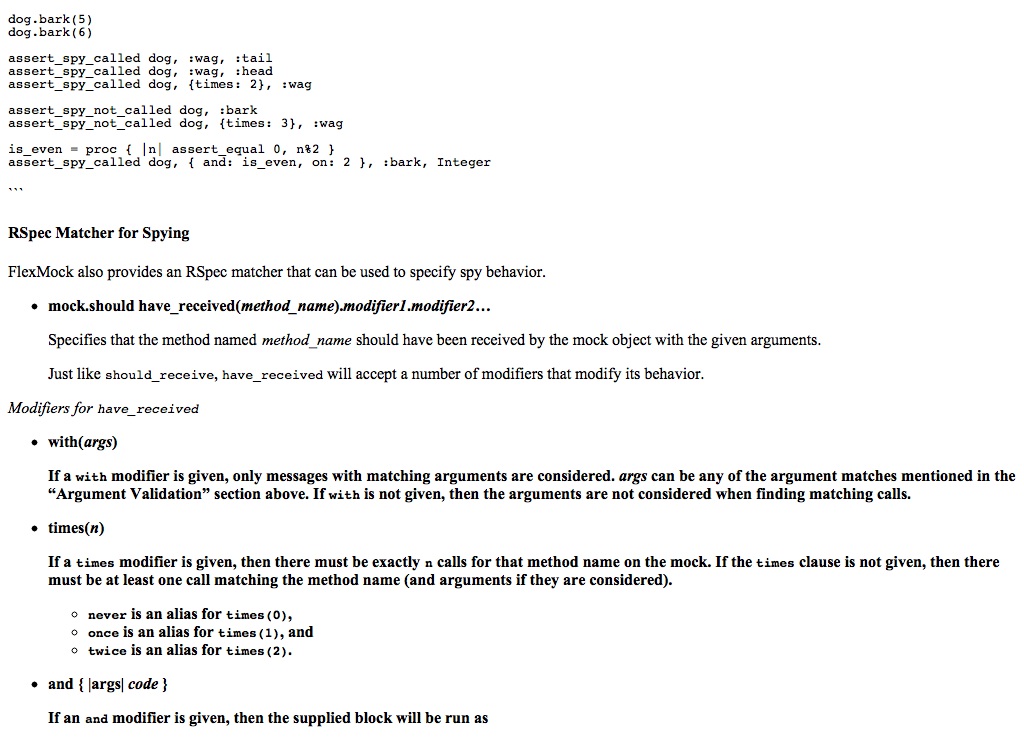 dog.bark(5)
dog.bark(6)
assert_spy_called dog, :wag, :tail
assert_spy_called dog, :wag, :head
assert_spy_called dog, {times: 2}, :wag
assert_spy_not_called dog, :bark
assert_spy_not_called dog, {times: 3}, :wag
is_even = proc { |n| assert_equal 0, n%2 }
assert_spy_called dog, { and: is_even, on: 2 }, :bark, Integer
```
RSpec Matcher for Spying
FlexMock also provides an RSpec matcher that can be used to specify spy behavior.
• mock.should have_received(method_name).modifier1.modifier2...
Specifies that the method named method_name should have been received by the mock object with the given arguments.
Just like should_receive, have_received will accept a number of modifiers that modify its behavior.
Modifiers for have_received
• with(args)
If a with modifier is given, only messages with matching arguments are considered. args can be any of the argument matches mentioned in the
“Argument Validation” section above. If with is not given, then the arguments are not considered when finding matching calls.
• times(n)
If a times modifier is given, then there must be exactly n calls for that method name on the mock. If the times clause is not given, then there
must be at least one call matching the method name (and arguments if they are considered).
◦ never is an alias for times(0),
◦ once is an alias for times(1), and
◦ twice is an alias for times(2).
• and { |args| code }
If an and modifier is given, then the supplied block will be run as